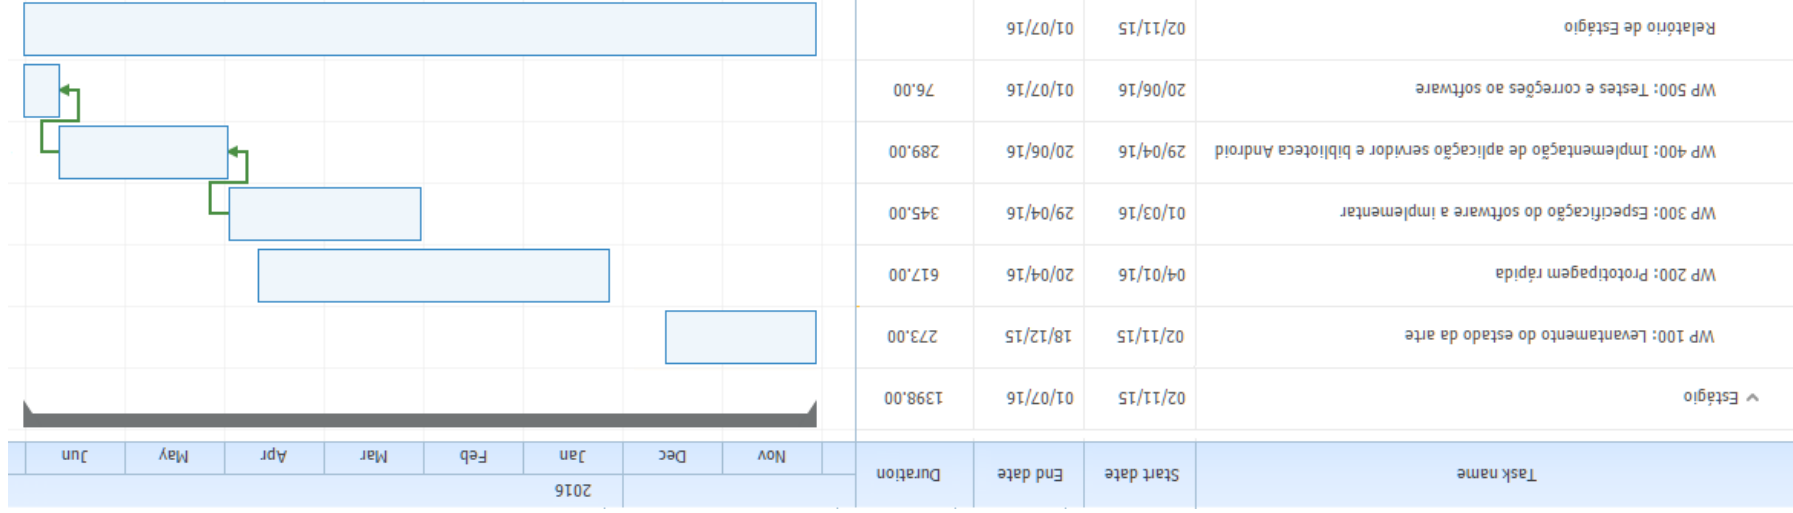 2016
Task name Start date End date Duration Nov Dec Jan Feb Mar Apr May Jun
Estágio 02/11/15 01/07/16 1398.00
WP 100: Levantamento do estado da arte 02/11/15 18/12/15 273.00
WP 200: Prototipagem rápida 04/01/16 20/04/16 617.00
WP 300: Especificação do software a implementar 01/03/16 29/04/16 345.00
WP 400: Implementação de aplicação servidor e biblioteca Android 29/04/16 20/06/16 289.00
WP 500: Testes e correções ao software 20/06/16 01/07/16 76.00
Relatório de Estágio 02/11/15 01/07/16